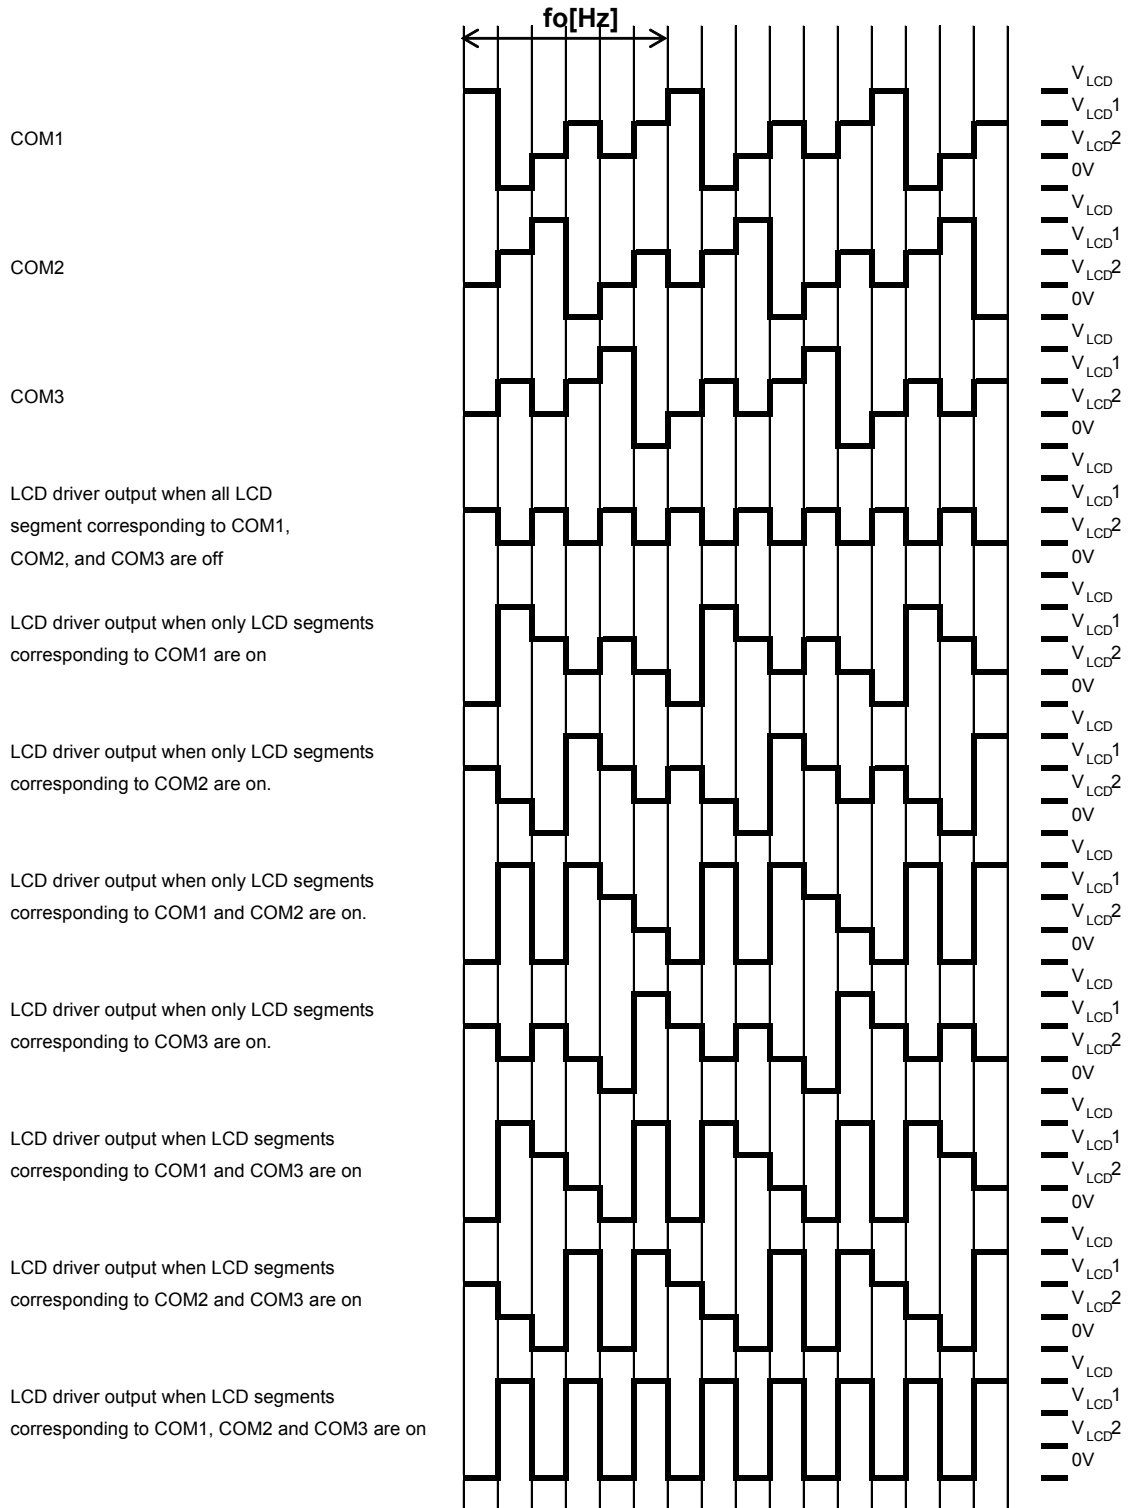 fo[Hz]
VLCD
VLCD1
COM1
VLCD2
0V
VLCD
VLCD1
COM2
VLCD2
0V
VLCD
VLCD1
COM3
VLCD2
0V
VLCD
LCD driver output when all LCD
VLCD1
segment corresponding to COM1,
VLCD2
COM2, and COM3 are off
0V
VLCD
LCD driver output when only LCD segments
VLCD1
corresponding to COM1 are on
VLCD2
0V
VLCD
LCD driver output when only LCD segments
VLCD1
corresponding to COM2 are on.
VLCD2
0V
VLCD
LCD driver output when only LCD segments
VLCD1
corresponding to COM1 and COM2 are on.
VLCD2
0V
VLCD
LCD driver output when only LCD segments
VLCD1
corresponding to COM3 are on.
VLCD2
0V
VLCD
LCD driver output when LCD segments
VLCD1
corresponding to COM1 and COM3 are on
VLCD2
0V
VLCD
LCD driver output when LCD segments
VLCD1
corresponding to COM2 and COM3 are on
VLCD2
0V
VLCD
LCD driver output when LCD segments
VLCD1
corresponding to COM1, COM2 and COM3 are on
VLCD2
0V